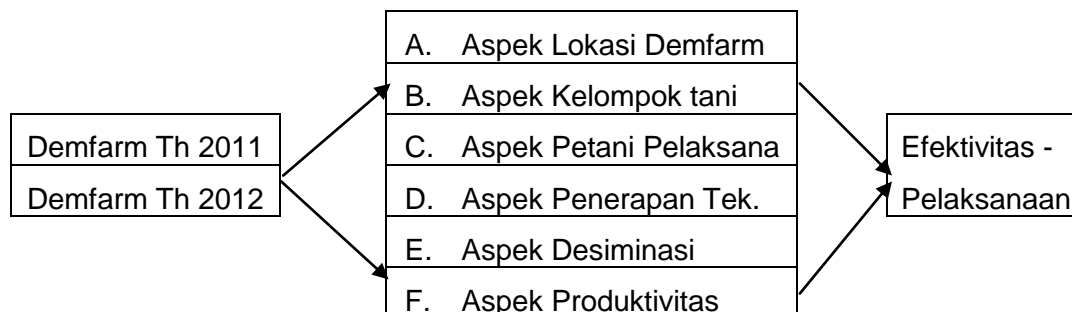 Demfarm Th 2011
Demfarm Th 2012
A. Aspek Lokasi Demfarm
B. Aspek Kelompok tani
C. Aspek Petani Pelaksana
D. Aspek Penerapan Tek.
E. Aspek Desiminasi
F. Aspek Produktivitas
Efektivitas -
Pelaksanaan